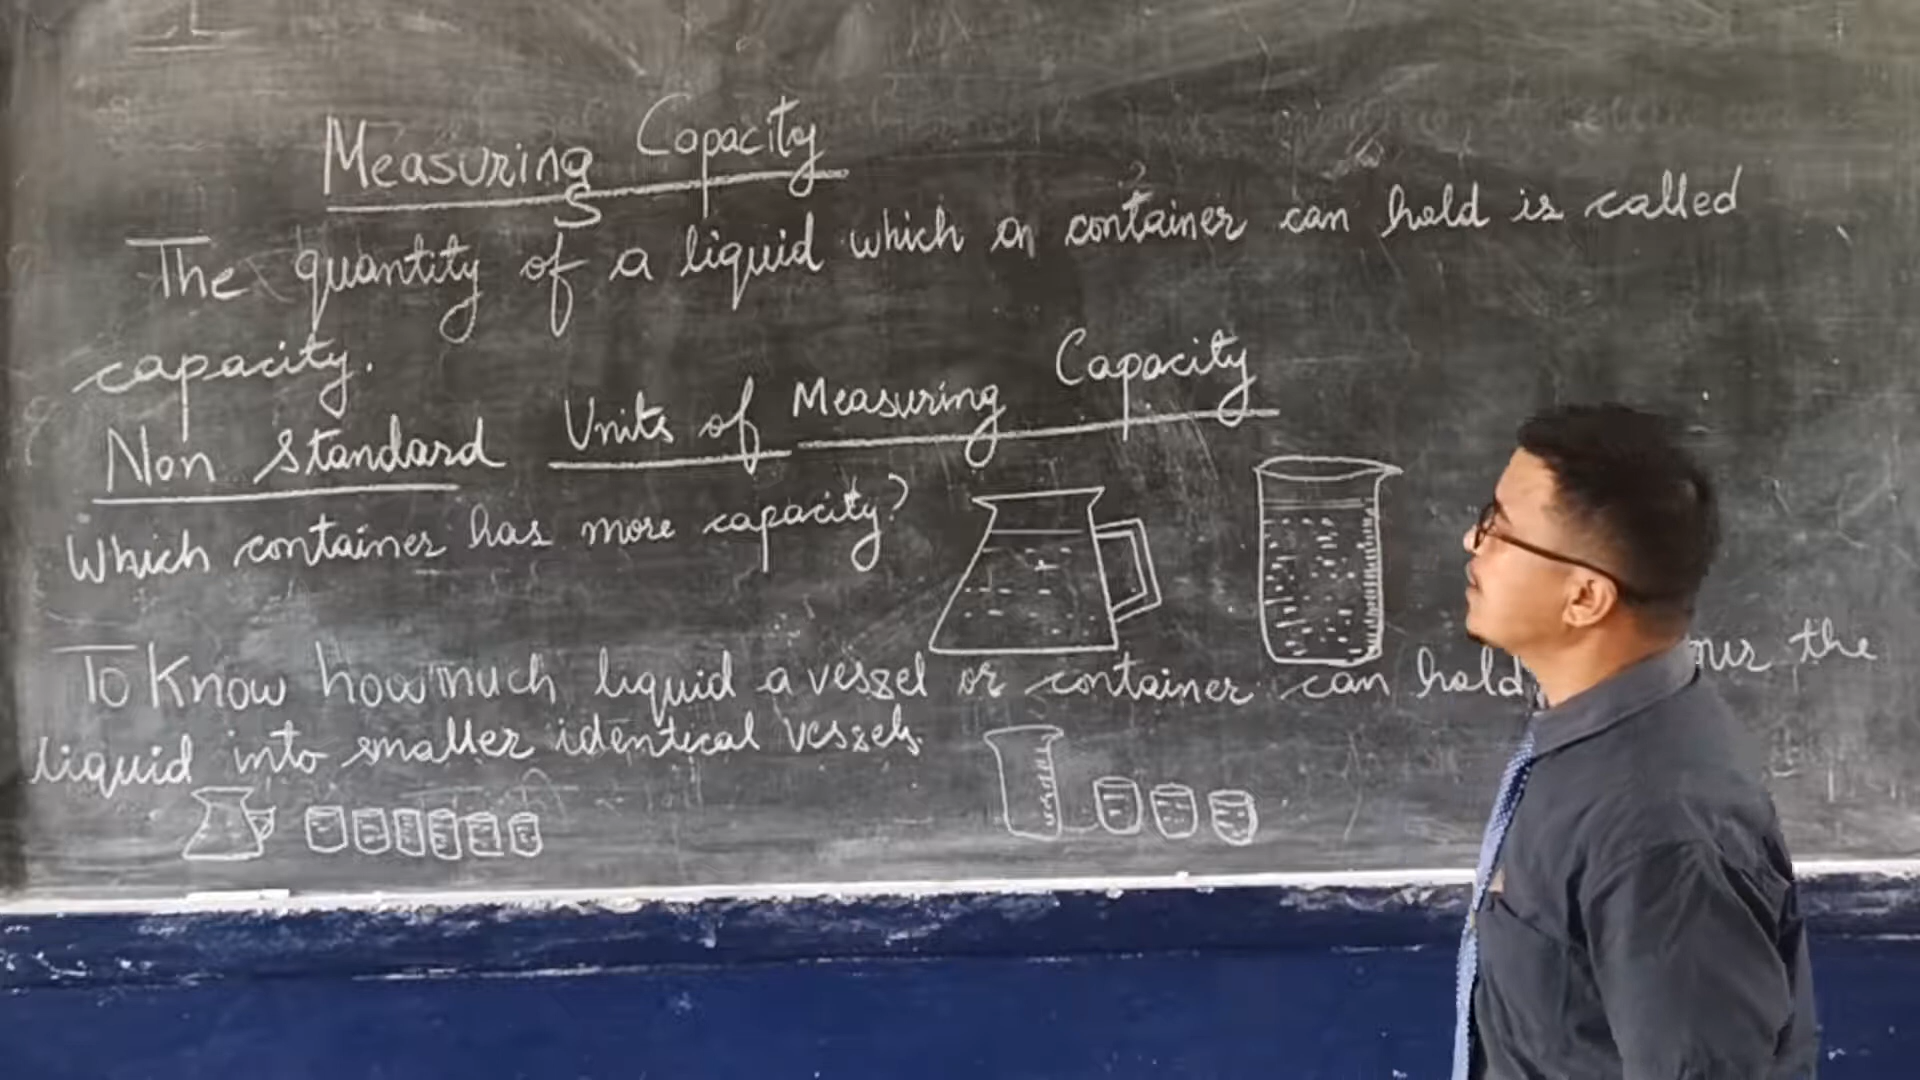 Measuring Capacity
The quantity of a liquid which a container can hold is called
capacity.
Non Standard Units of Measuring Capacity
Which container has more capacity?
To Know how much liquid a vessel or container can hold, the
liquid into smaller identical vessels.